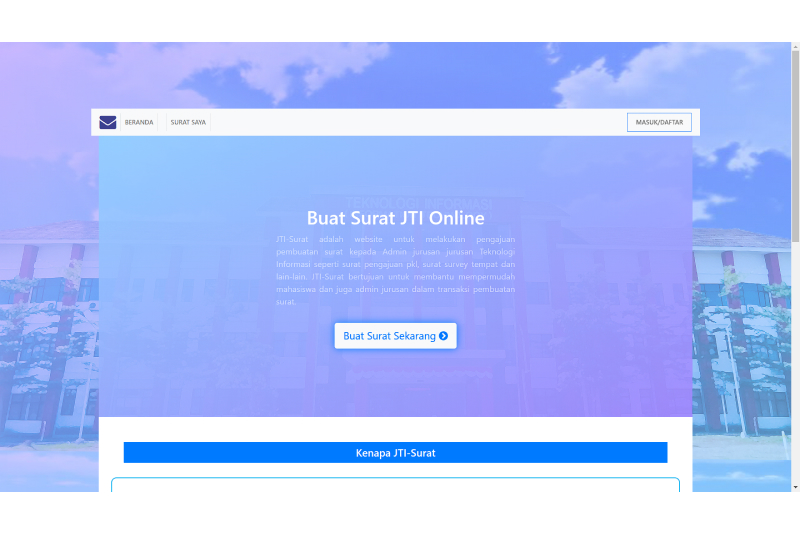 BERANDA
SURAT SAYA
MASUK/DAFTAR
TEKNOLOGI INFORMASI
Buat Surat JTI Online
JTI-Surat adalah website untuk melakukan pengajuan
pembuatan surat kepada Admin jurusan jurusan Teknologi
Informasi seperti surat pengajuan pkl, surat survey tempat dan
lain-lain. JTI-Surat bertujuan untuk membantu mempermudah
mahasiswa dan juga admin jurusan dalam transaksi pembuatan
surat.
Buat Surat Sekarang
Kenapa JTI-Surat